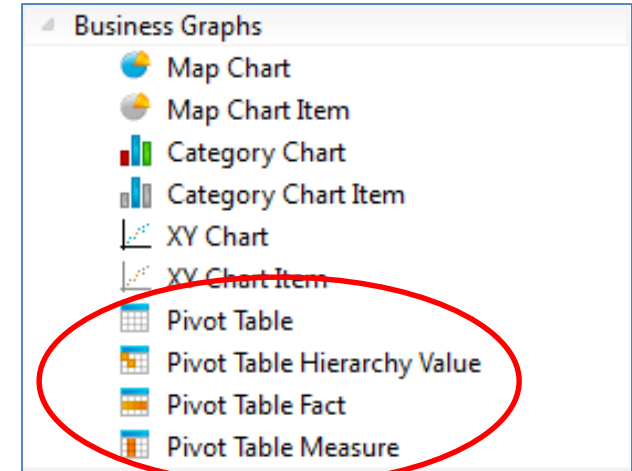 Business Graphs
Map Chart
Map Chart Item
Category Chart
Category Chart Item
XY Chart
XY Chart Item
Pivot Table
Pivot Table Hierarchy Value
Pivot Table Fact
Pivot Table Measure